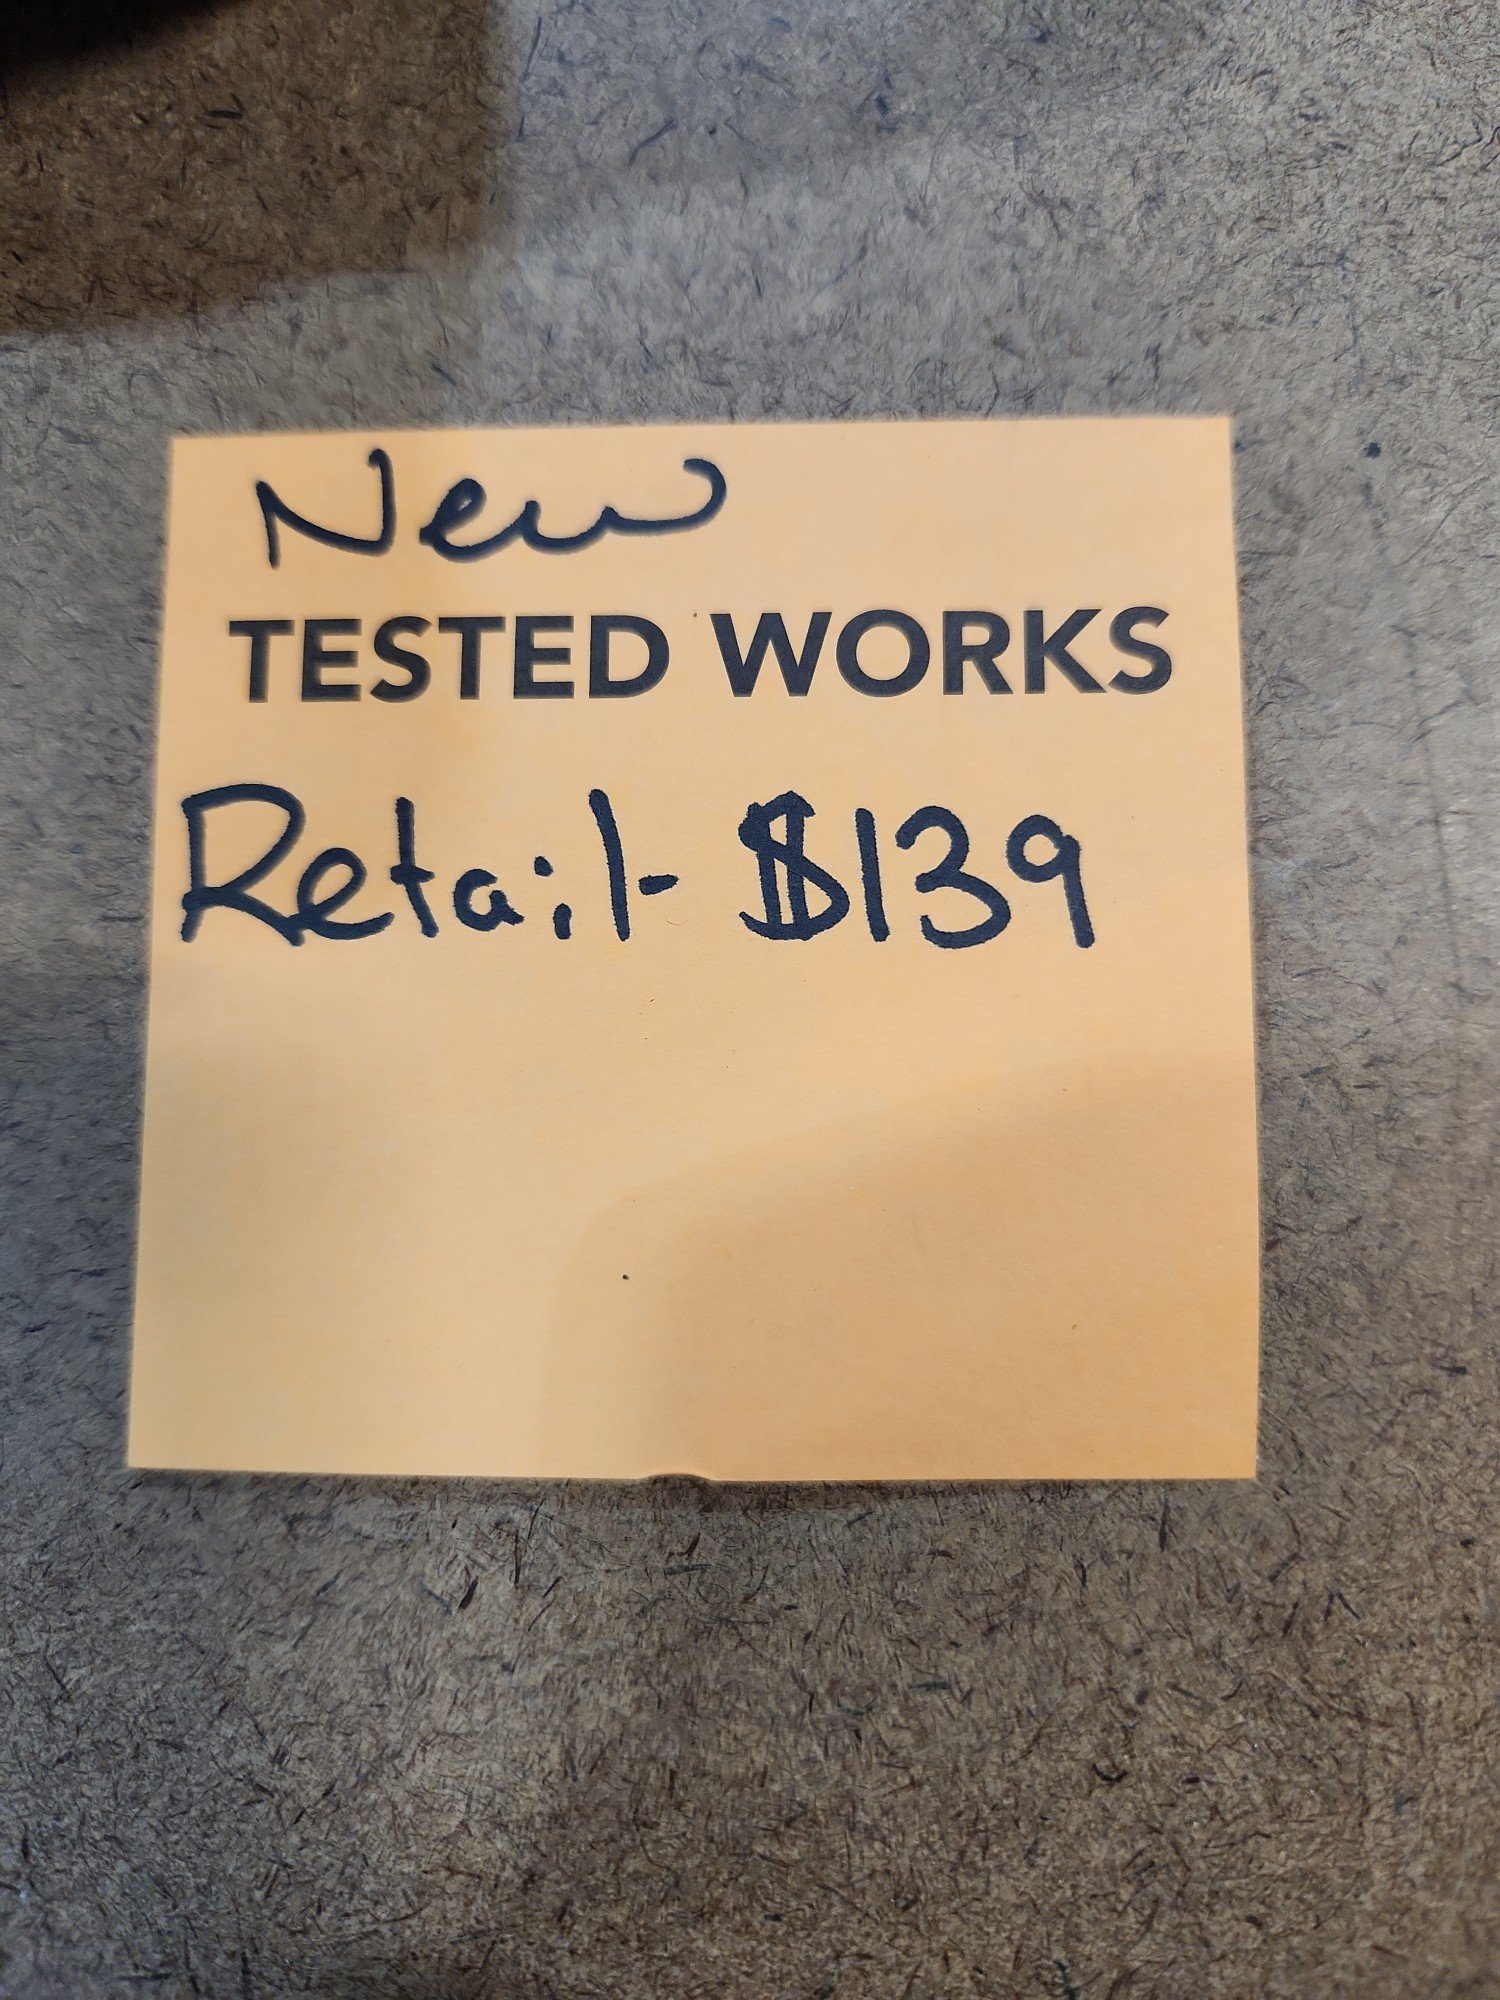 New
TESTED WORKS
Retail- $139